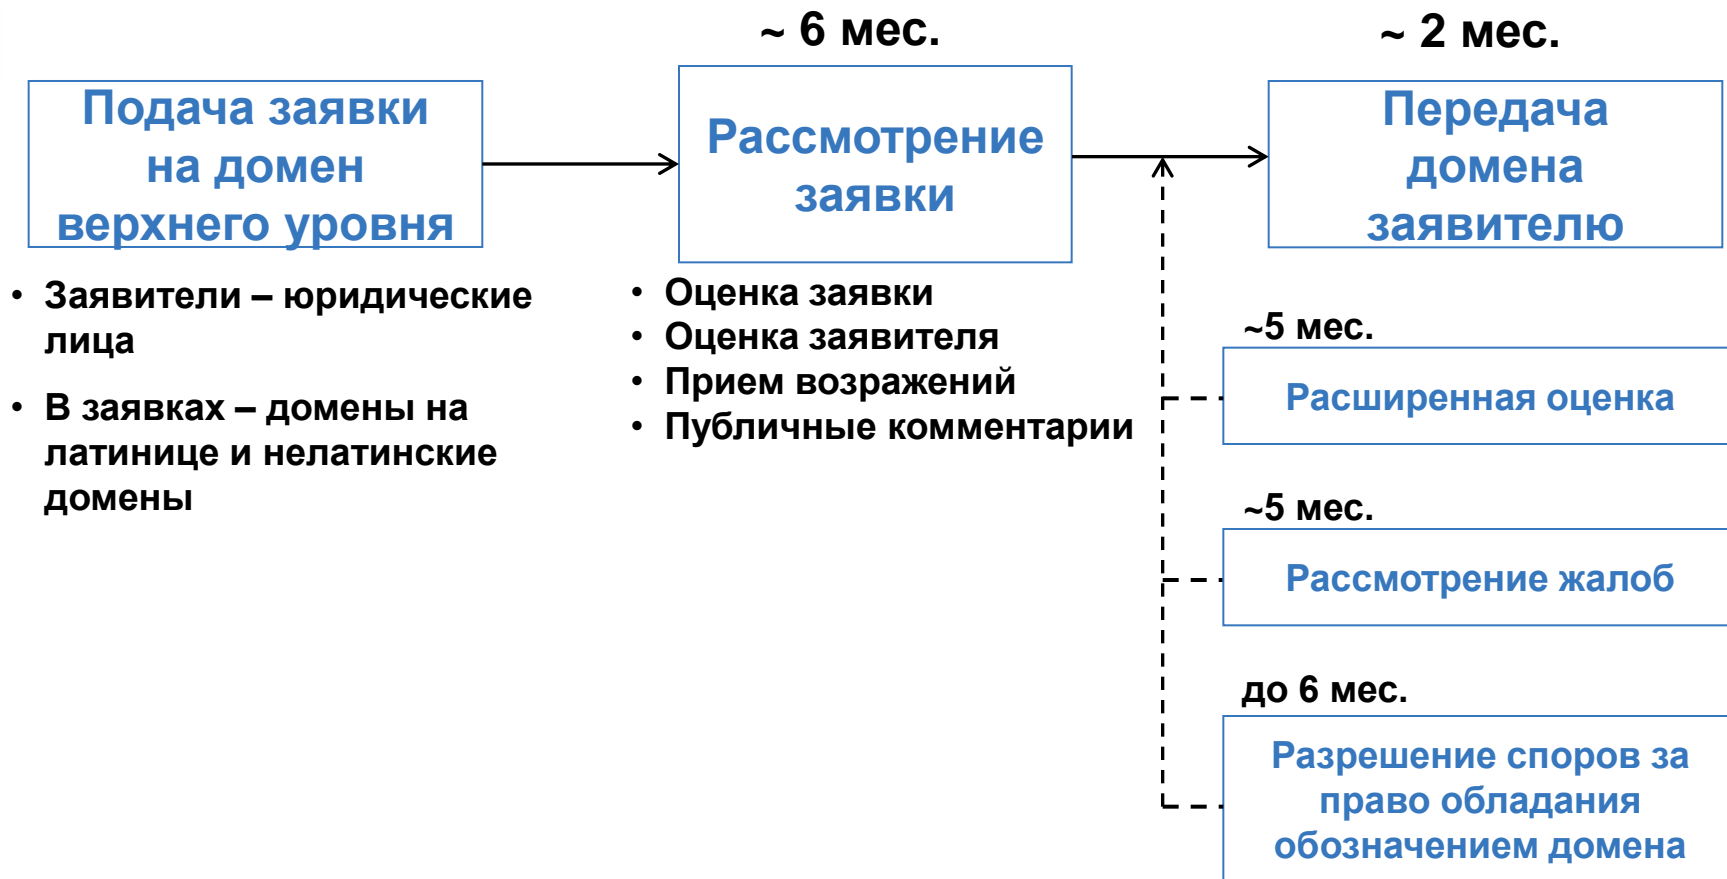 ~ 6 мес.
~ 2 мес.
Подача заявки
на домен
верхнего уровня
Рассмотрение
заявки
Передача
домена
заявителю
• Заявители – юридические
лица
• В заявках – домены на
латинице и нелатинские
домены
• Оценка заявки
• Оценка заявителя
• Прием возражений
• Публичные комментарии
~5 мес.
Расширенная оценка
~5 мес.
Рассмотрение жалоб
до 6 мес.
Разрешение споров за
право обладания
обозначением домена